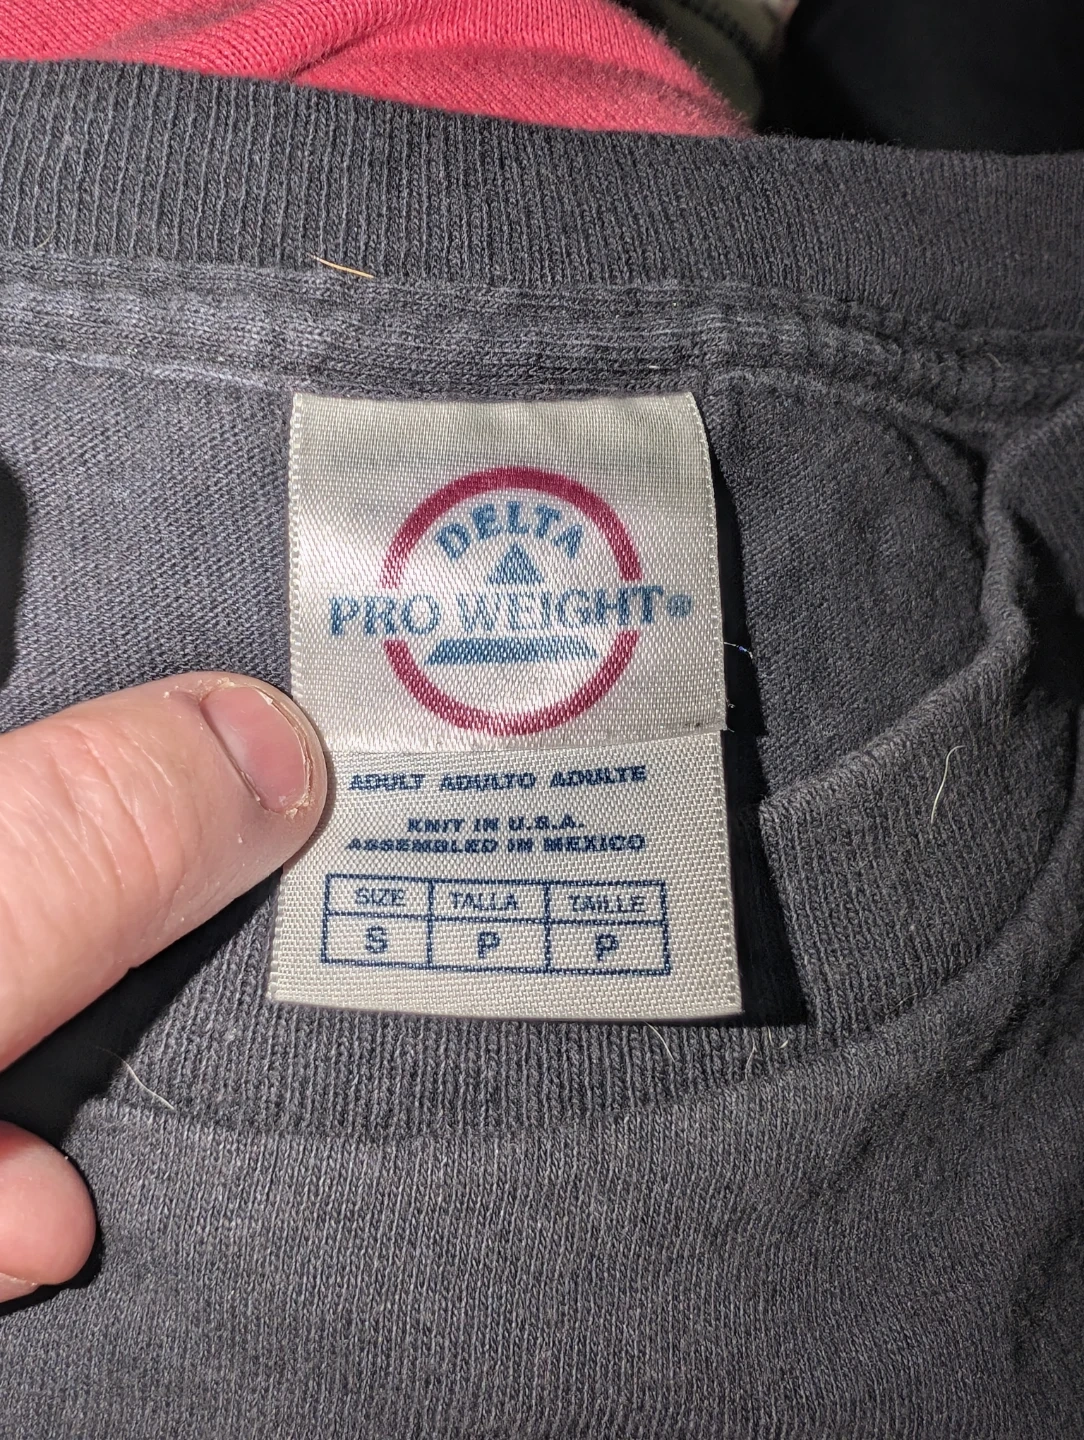 DELTA
PRO WEIGHT®
ADULT ADULTO ADULTE
KNIT IN U.S.A.
ASSEMBLED IN MEXICO
SIZE TALLA TAILLE
S P P